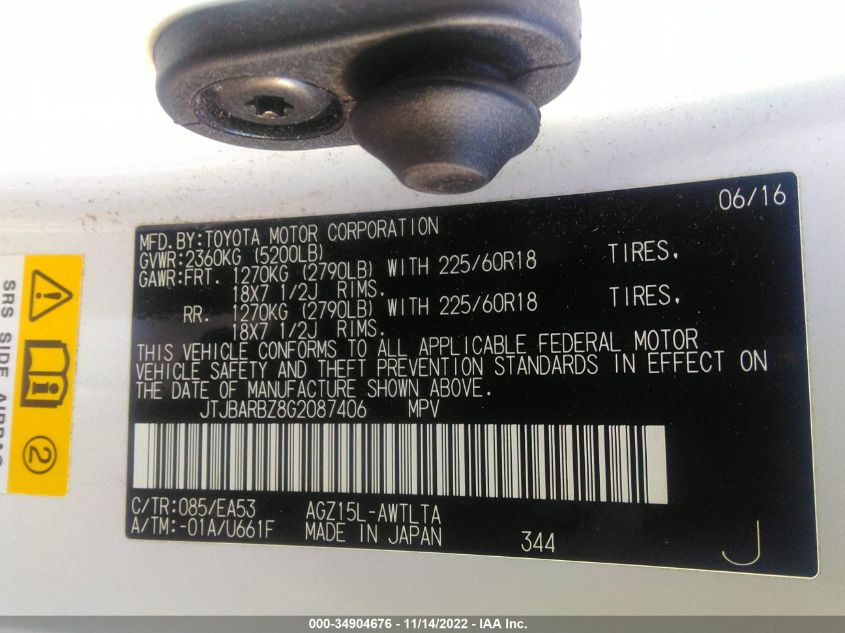 06/16
MFD.BY:TOYOTA MOTOR CORPORATION
GVWR:2360KG (5200LB)
GAWR:FRT. 1270KG (2790LB) WITH 225/60R18 TIRES,
18X7 1/2J RIMS.
RR. 1270KG (2790LB) WITH 225/60R18 TIRES,
18X7 1/2J RIMS.
THIS VEHICLE CONFORMS TO ALL APPLICABLE FEDERAL MOTOR
VEHICLE SAFETY AND THEFT PREVENTION STANDARDS IN EFFECT ON
THE DATE OF MANUFACTURE SHOWN ABOVE.
JTJBARBZ8G2087406 MPV
C/TR:085/EA53 AGZ15L-AWTLTA
A/TM:-01A/U661F MADE IN JAPAN 344
J
SRS SIDE AIRBAG
2
000-34904676 - 11/14/2022 - IAA Inc.